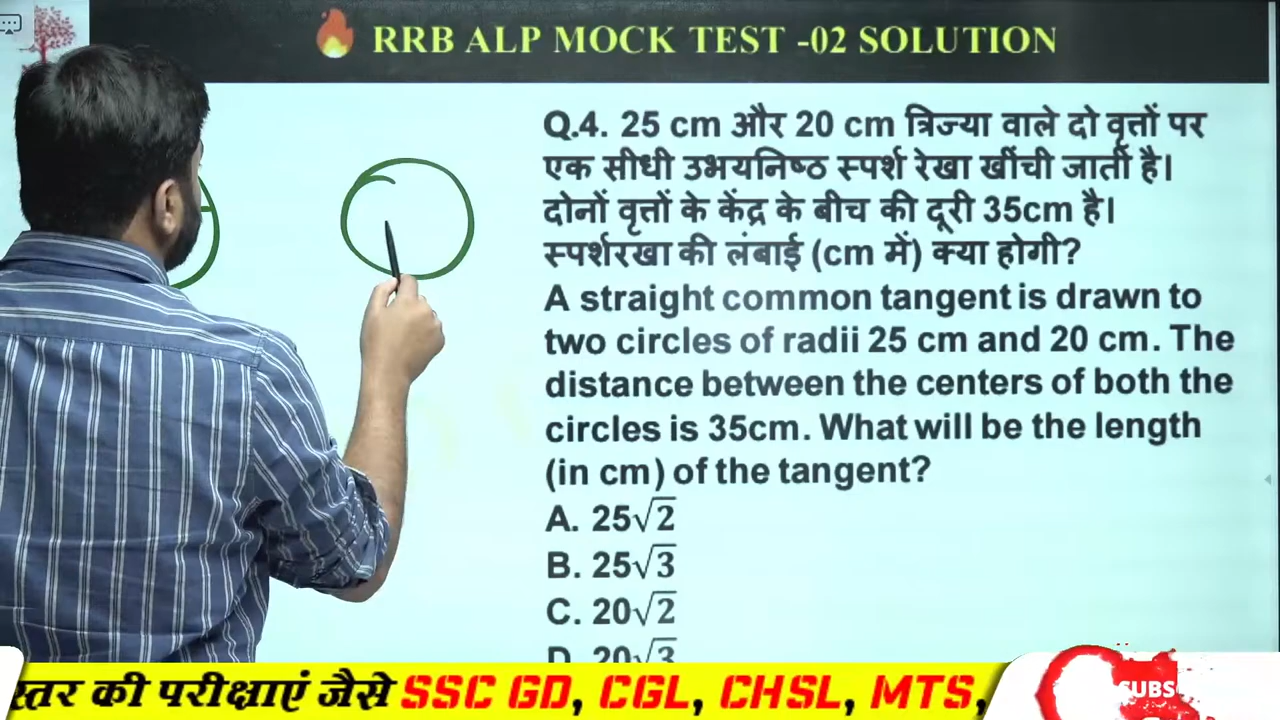 RRB ALP MOCK TEST -02 SOLUTION
Q.4. 25 cm और 20 cm त्रिज्या वाले दो वृत्तों पर
एक सीधी उभयनिष्ठ स्पर्श रेखा खींची जाती है।
दोनों वृत्तों के केंद्र के बीच की दूरी 35cm है।
स्पर्शरखा की लंबाई (cm में) क्या होगी?
A straight common tangent is drawn to
two circles of radii 25 cm and 20 cm. The
distance between the centers of both the
circles is 35cm. What will be the length
(in cm) of the tangent?
A. 25√2
B. 25√3
C. 20√2
D. 20√3
स्तर की परीक्षाएं जैसे SSC GD, CGL, CHSL, MTS,
SUBS